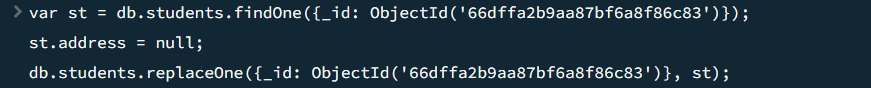 var st = db.students.findOne({_id: ObjectId('66dffa2b9aa87bf6a8f86c83')});
st.address = null;
db.students.replaceOne({_id: ObjectId('66dffa2b9aa87bf6a8f86c83')}, st);